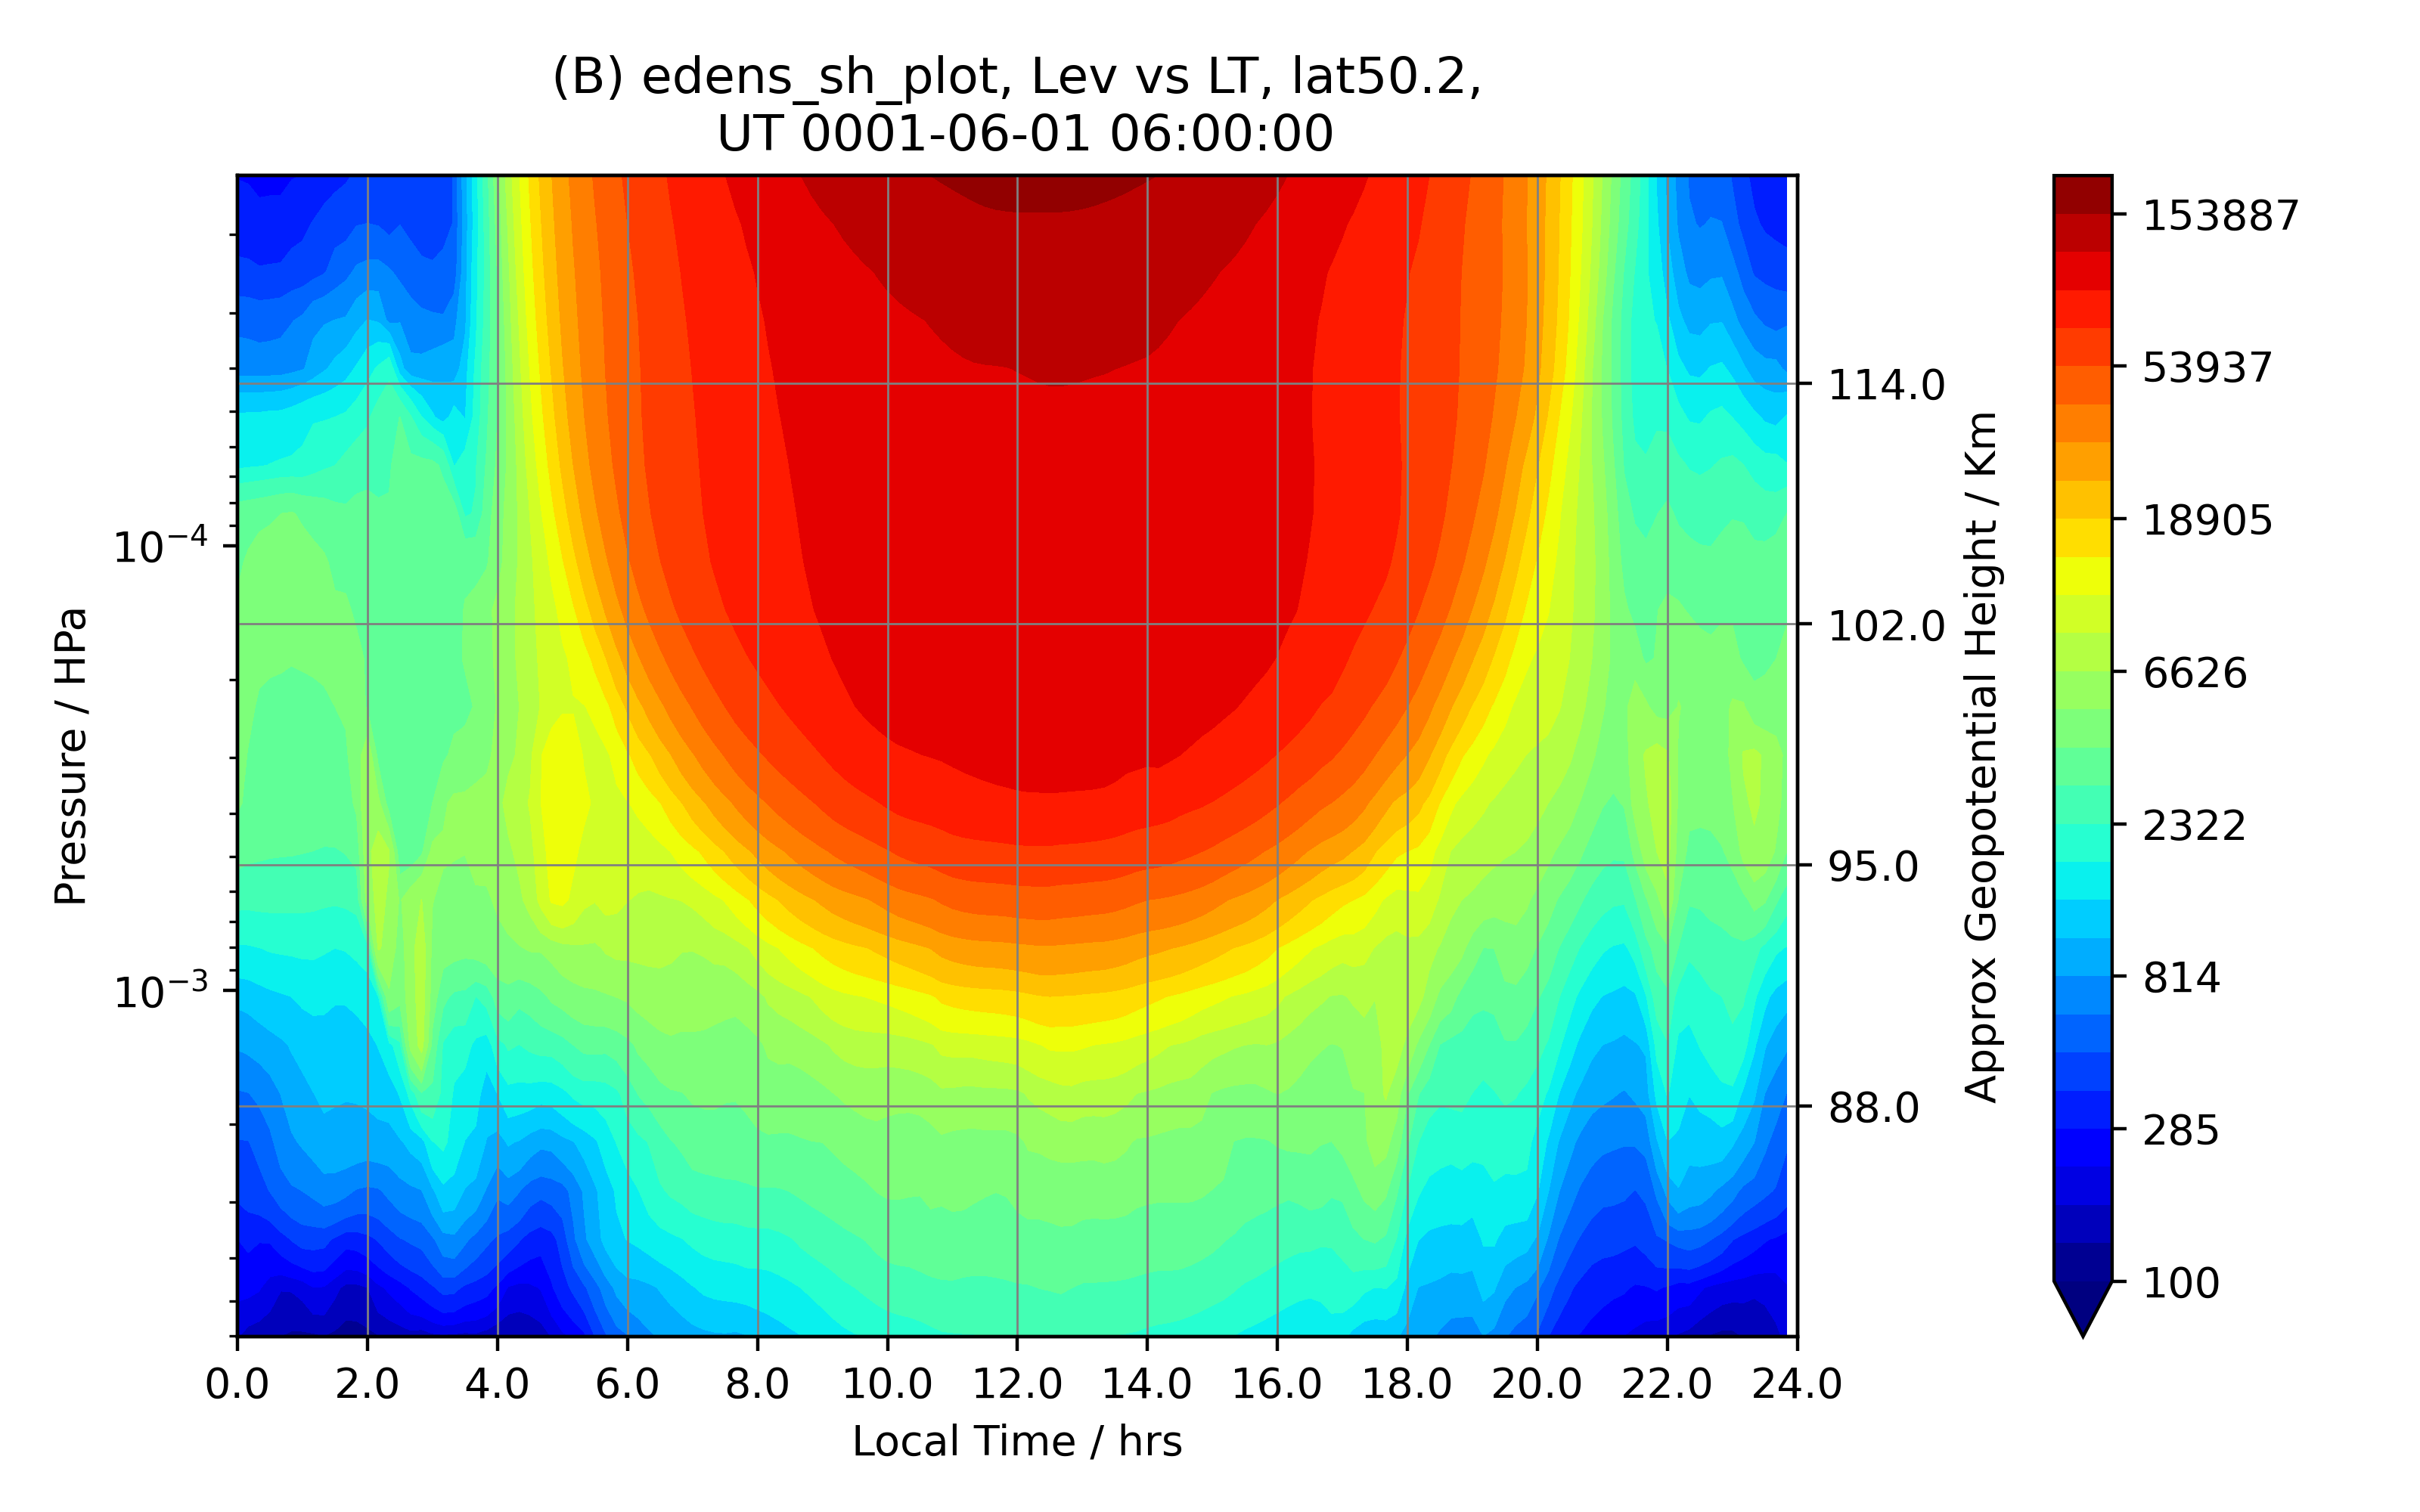 (B) edens_sh_plot, Lev vs LT, lat50.2,
UT 0001-06-01 06:00:00
Pressure / HPa
10⁻⁴
10⁻³
0.0 2.0 4.0 6.0 8.0 10.0 12.0 14.0 16.0 18.0 20.0 22.0 24.0
Local Time / hrs
114.0
102.0
95.0
88.0
Approx Geopotential Height / Km
153887
53937
18905
6626
2322
814
285
100